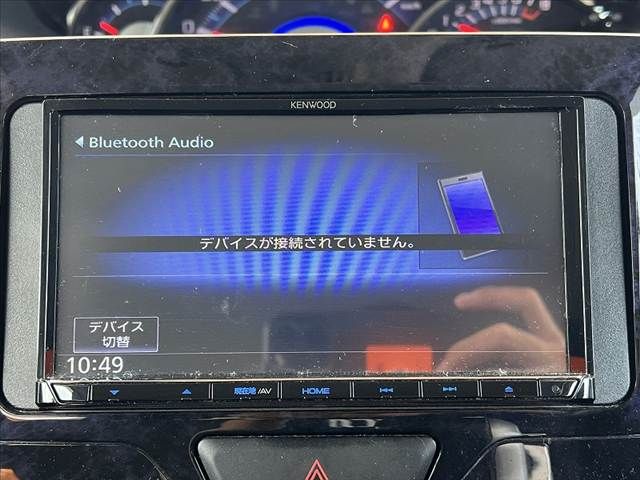 KENWOOD
Bluetooth Audio
デバイスが接続されていません。
デバイス
切替
10:49
現在地/AV
HOME